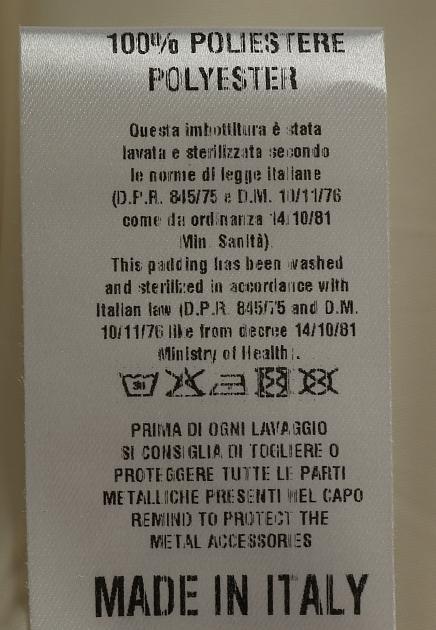 100% POLIESTERE
POLYESTER
Questa imbottitura è stata
lavata e sterilizzata secondo
le norme di legge italiane
(D.P.R. 845/75 e D.M. 10/11/76
come da ordinanza 14/10/81
Min. Sanità).
This padding has been washed
and sterilized in accordance with
Italian law (D.P.R. 845/75 and D.M.
10/11/76 like from decree 14/10/81
Ministry of Health).
PRIMA DI OGNI LAVAGGIO
SI CONSIGLIA DI TOGLIERE O
PROTEGGERE TUTTE LE PARTI
METALLICHE PRESENTI NEL CAPO
REMIND TO PROTECT THE
METAL ACCESSORIES
MADE IN ITALY